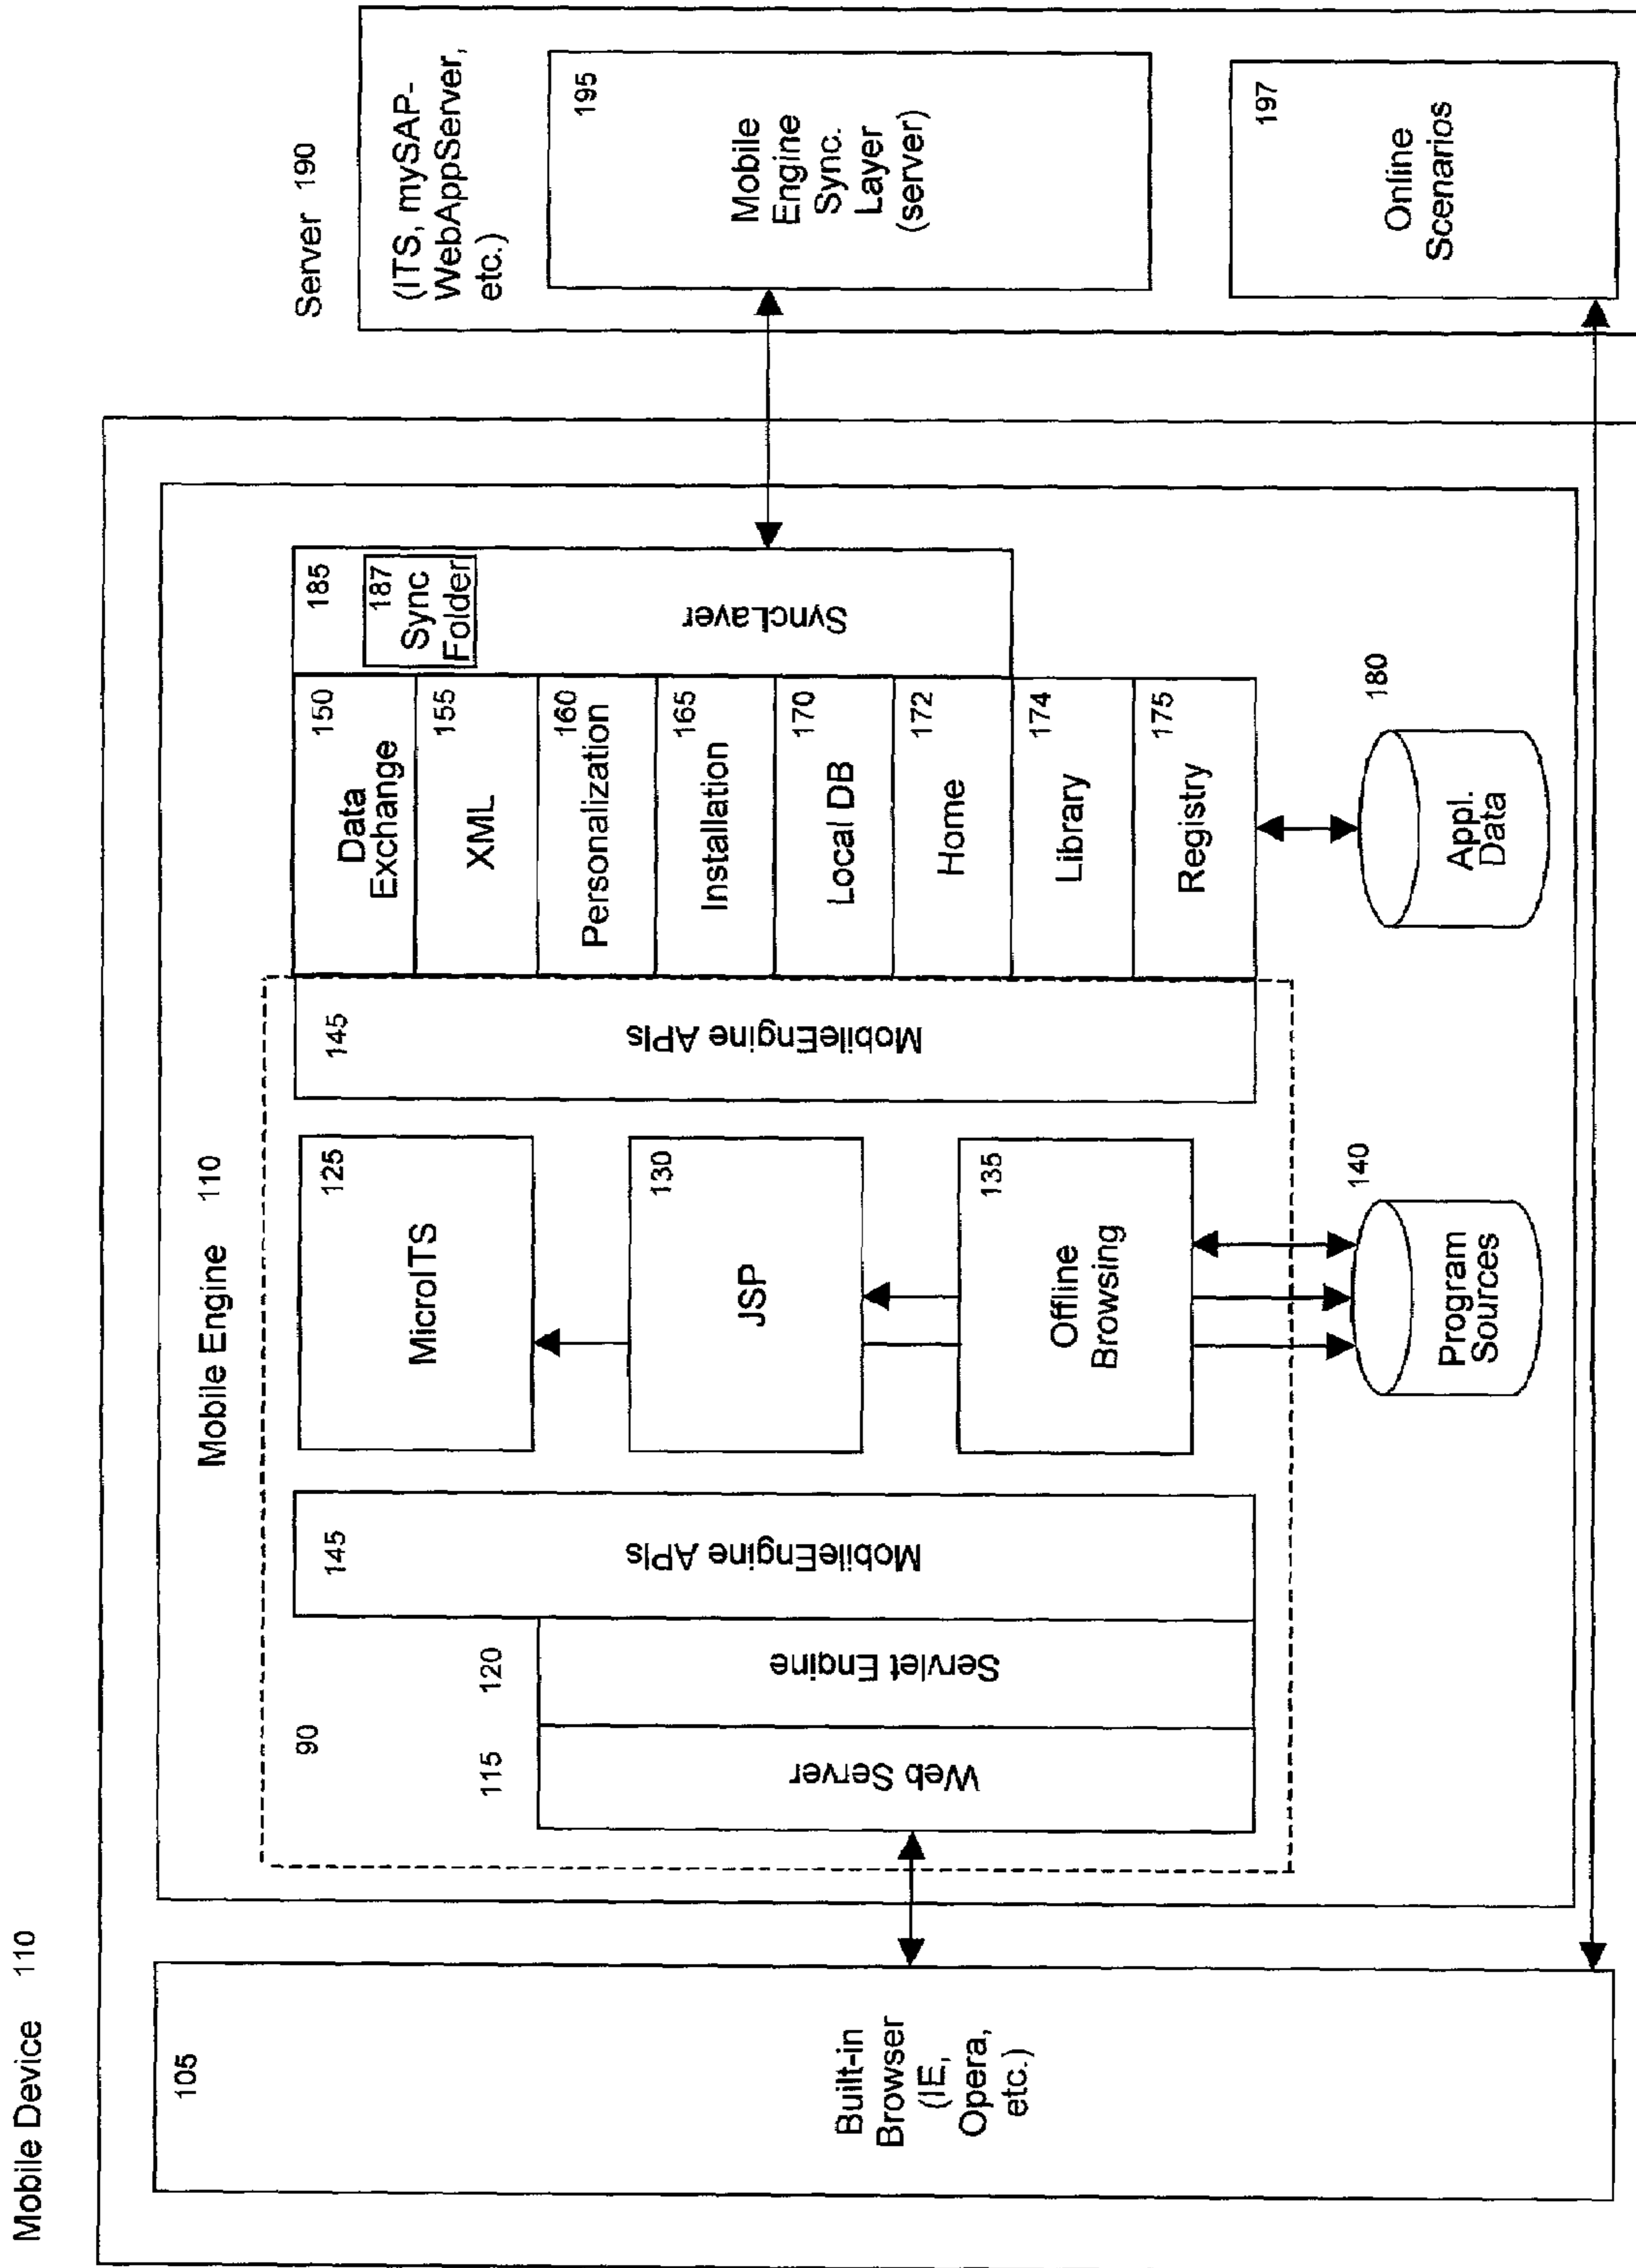 Mobile Device 110
105
Built-in
Browser
(IE,
Opera,
etc.)
Mobile Engine 110
90
115
Web Server
120
Servlet Engine
145
MobileEngine APIs
125
MicroITS
130
JSP
135
Offline
Browsing
140
Program
Sources
145
MobileEngine APIs
150
Data
Exchange
155
XML
160
Personalization
165
Installation
170
Local DB
172
Home
174
Library
175
Registry
180
Appl.
Data
185
187
Sync
Folder
SyncLayer
Server 190
(ITS, mySAP-
WebAppServer,
etc.)
195
Mobile
Engine
Sync.
Layer
(server)
197
Online
Scenarios